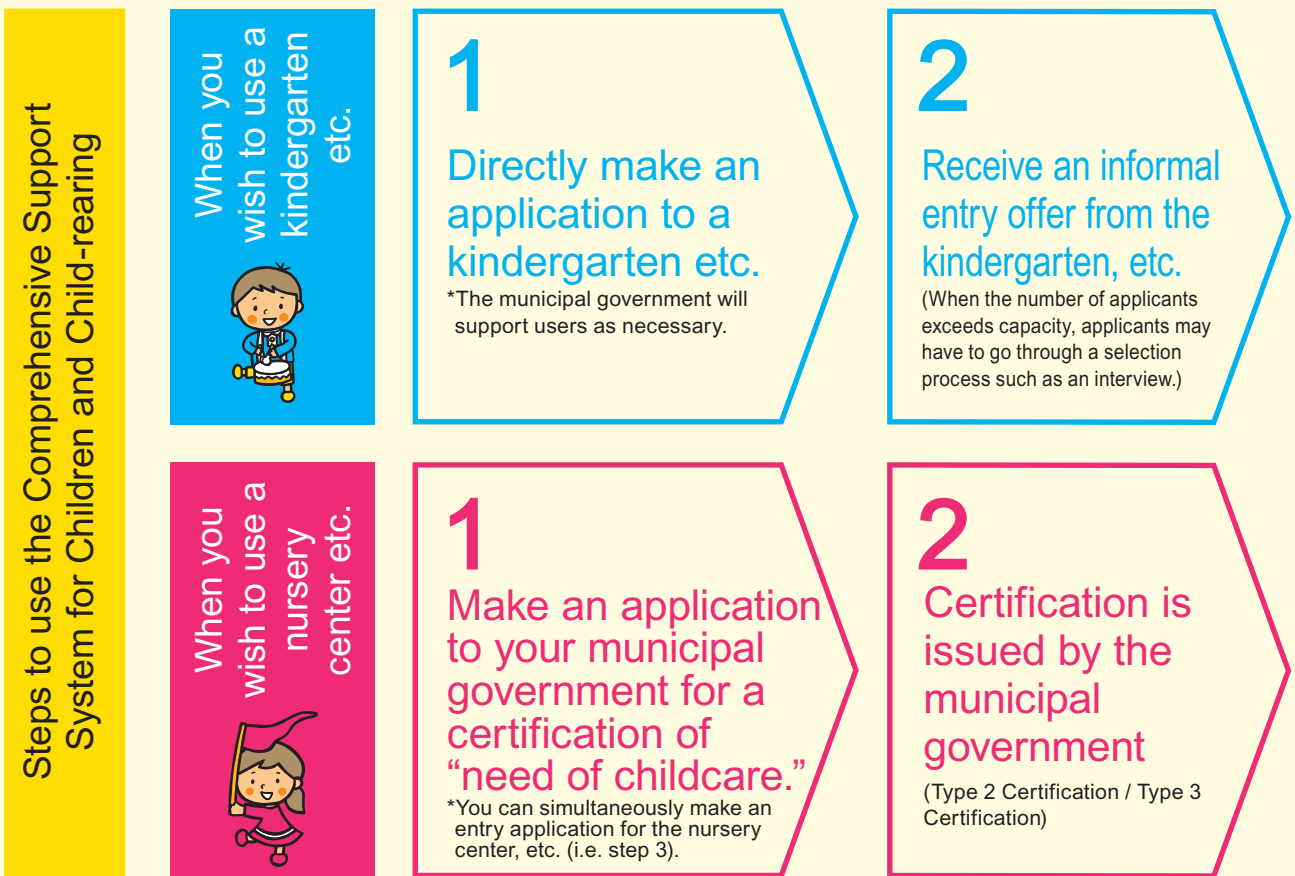 Steps to use the Comprehensive Support
System for Children and Child-rearing
When you
wish to use a
kindergarten
etc.
1
Directly make an
application to a
kindergarten etc.
*The municipal government will
support users as necessary.
2
Receive an informal
entry offer from the
kindergarten, etc.
(When the number of applicants
exceeds capacity, applicants may
have to go through a selection
process such as an interview.)
When you
wish to use a
nursery
center etc.
1
Make an application
to your municipal
government for a
certification of
“need of childcare.”
*You can simultaneously make an
entry application for the nursery
center, etc. (i.e. step 3).
2
Certification is
issued by the
municipal
government
(Type 2 Certification / Type 3
Certification)